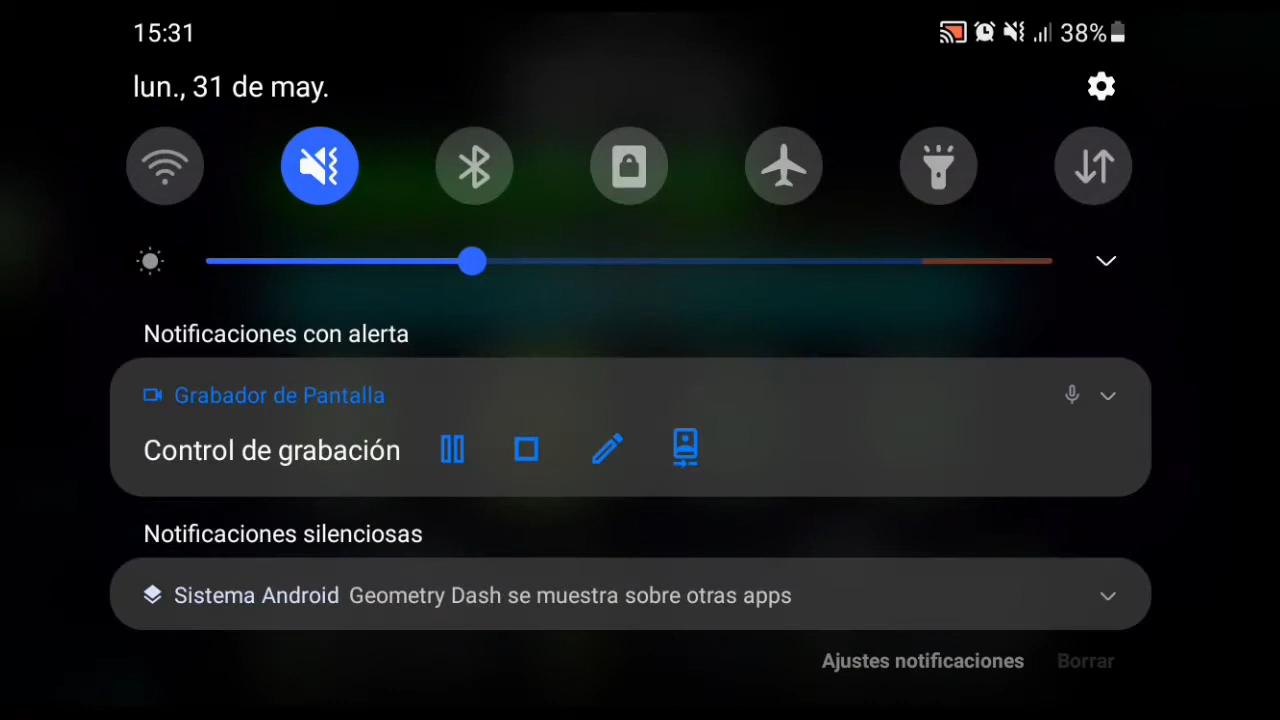 15:31
38%
lun., 31 de may.
Notificaciones con alerta
Grabador de Pantalla
Control de grabación
Notificaciones silenciosas
Sistema Android Geometry Dash se muestra sobre otras apps
Ajustes notificaciones Borrar